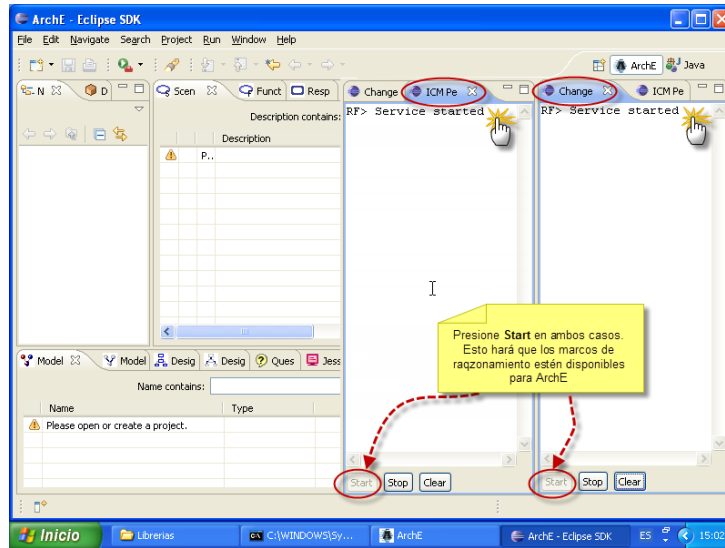 ArchE - Eclipse SDK
File Edit Navigate Search Project Run Window Help
ArchE Java
N D Scen Funct Resp Change ICM Pe Change ICM Pe
Description contains:
RF> Service started
RF> Service started
Description
P..
Presione Start en ambos casos.
Esto hará que los marcos de
raqzonamiento estén disponibles
para ArchE
Model Model Desig Desig Ques Jess
Name contains:
Name Type
Please open or create a project.
Start Stop Clear
Start Stop Clear
Inicio Librerias C:\WINDOWS\Sy... ArchE ArchE - Eclipse SDK ES 15:02